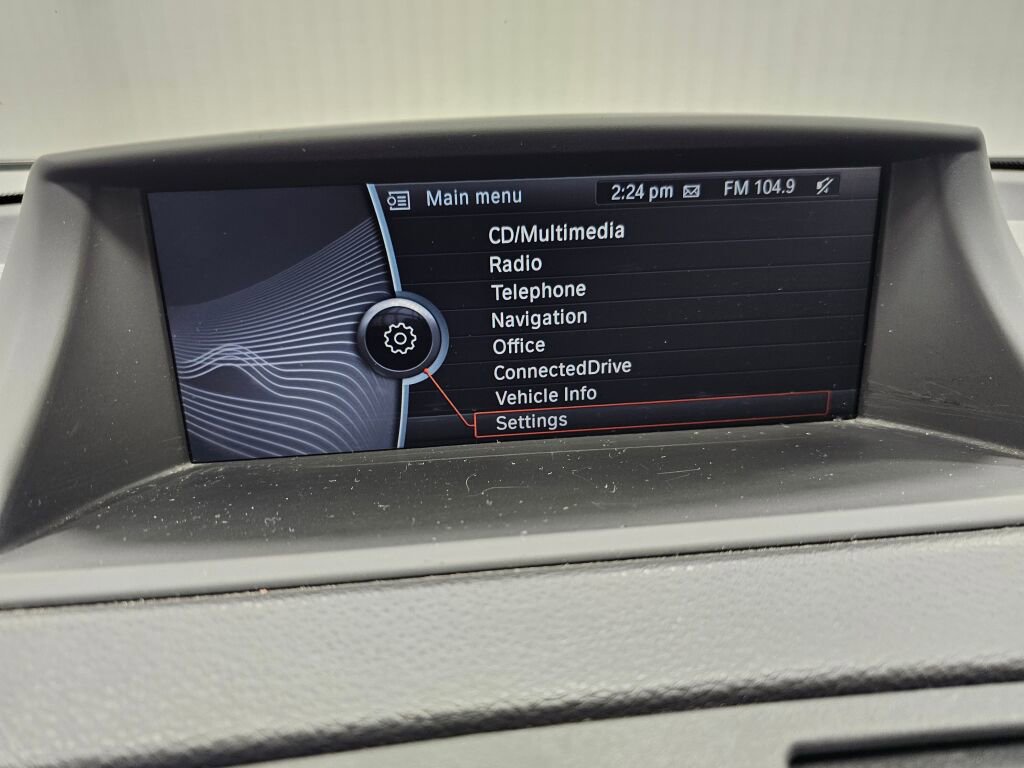 Main menu 2:24 pm FM 104.9
CD/Multimedia
Radio
Telephone
Navigation
Office
ConnectedDrive
Vehicle Info
Settings